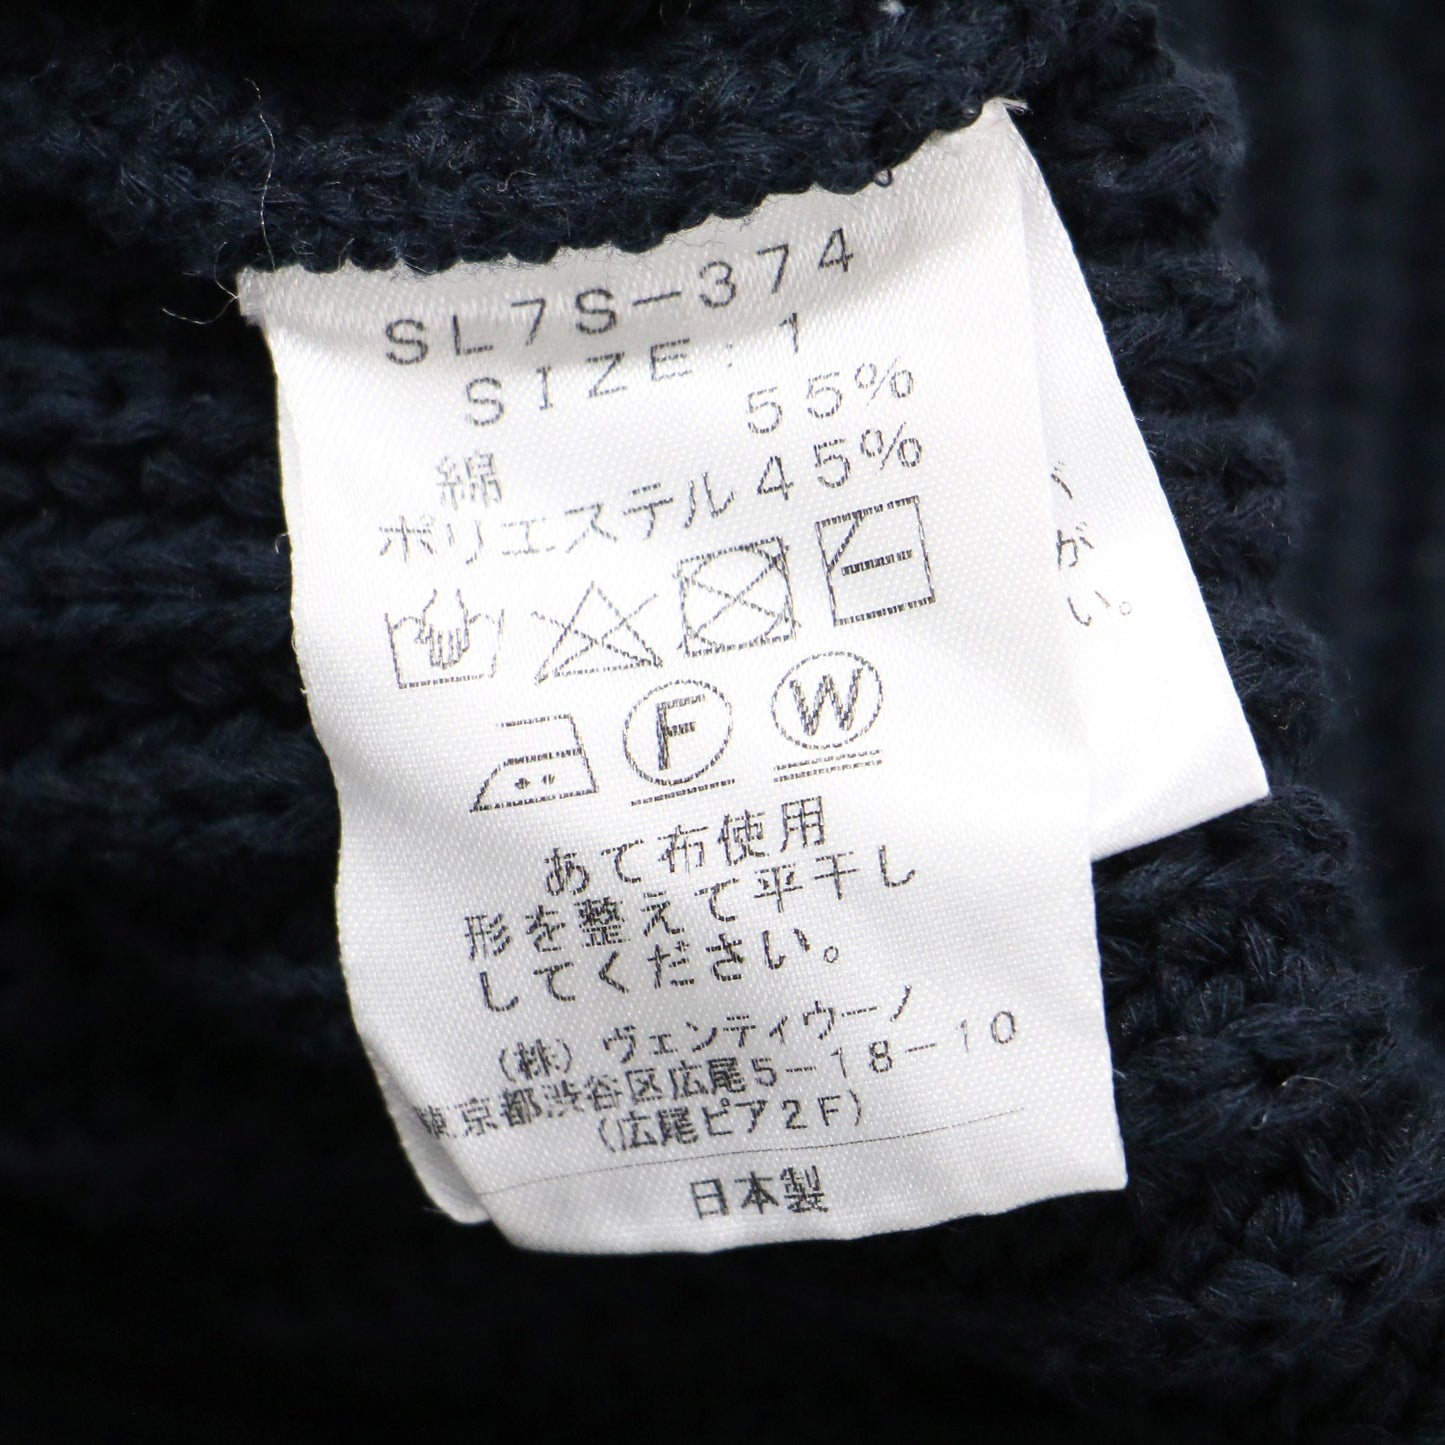 SL7S-374
SIZE: 1
綿 55%
ポリエステル 45%
F W
あて布使用
形を整えて平干し
してください。
(株) ヴェンティウーノ
東京都渋谷区広尾5-18-10
(広尾ピア2F)
日本製
が
い。